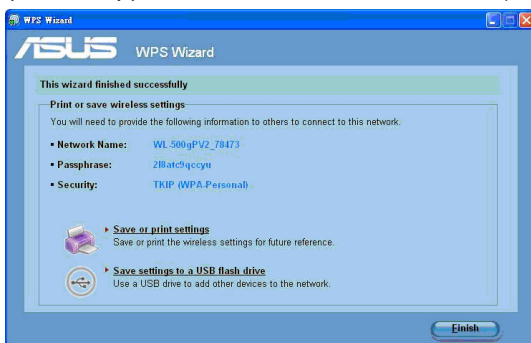 WPS Wizard
ASUS WPS Wizard
This wizard finished successfully
Print or save wireless settings
You will need to provide the following information to others to connect to this network.
Network Name: WL-500gPV2_78473
Passphrase: 2l8atc9qccyu
Security: TKIP (WPA-Personal)
Save or print settings
Save or print the wireless settings for future reference.
Save settings to a USB flash drive
Use a USB drive to add other devices to the network.
Finish